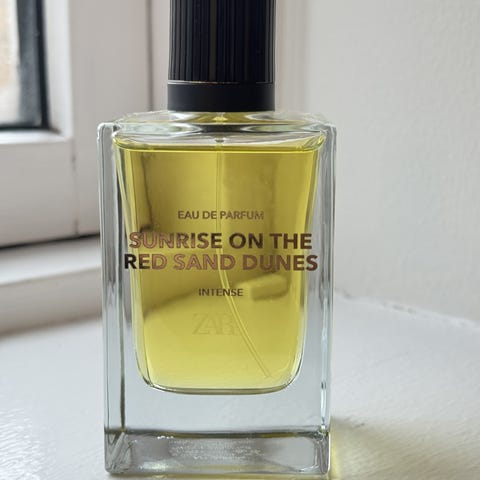 EAU DE PARFUM
SUNRISE ON THE
RED SAND DUNES
INTENSE
ZARA